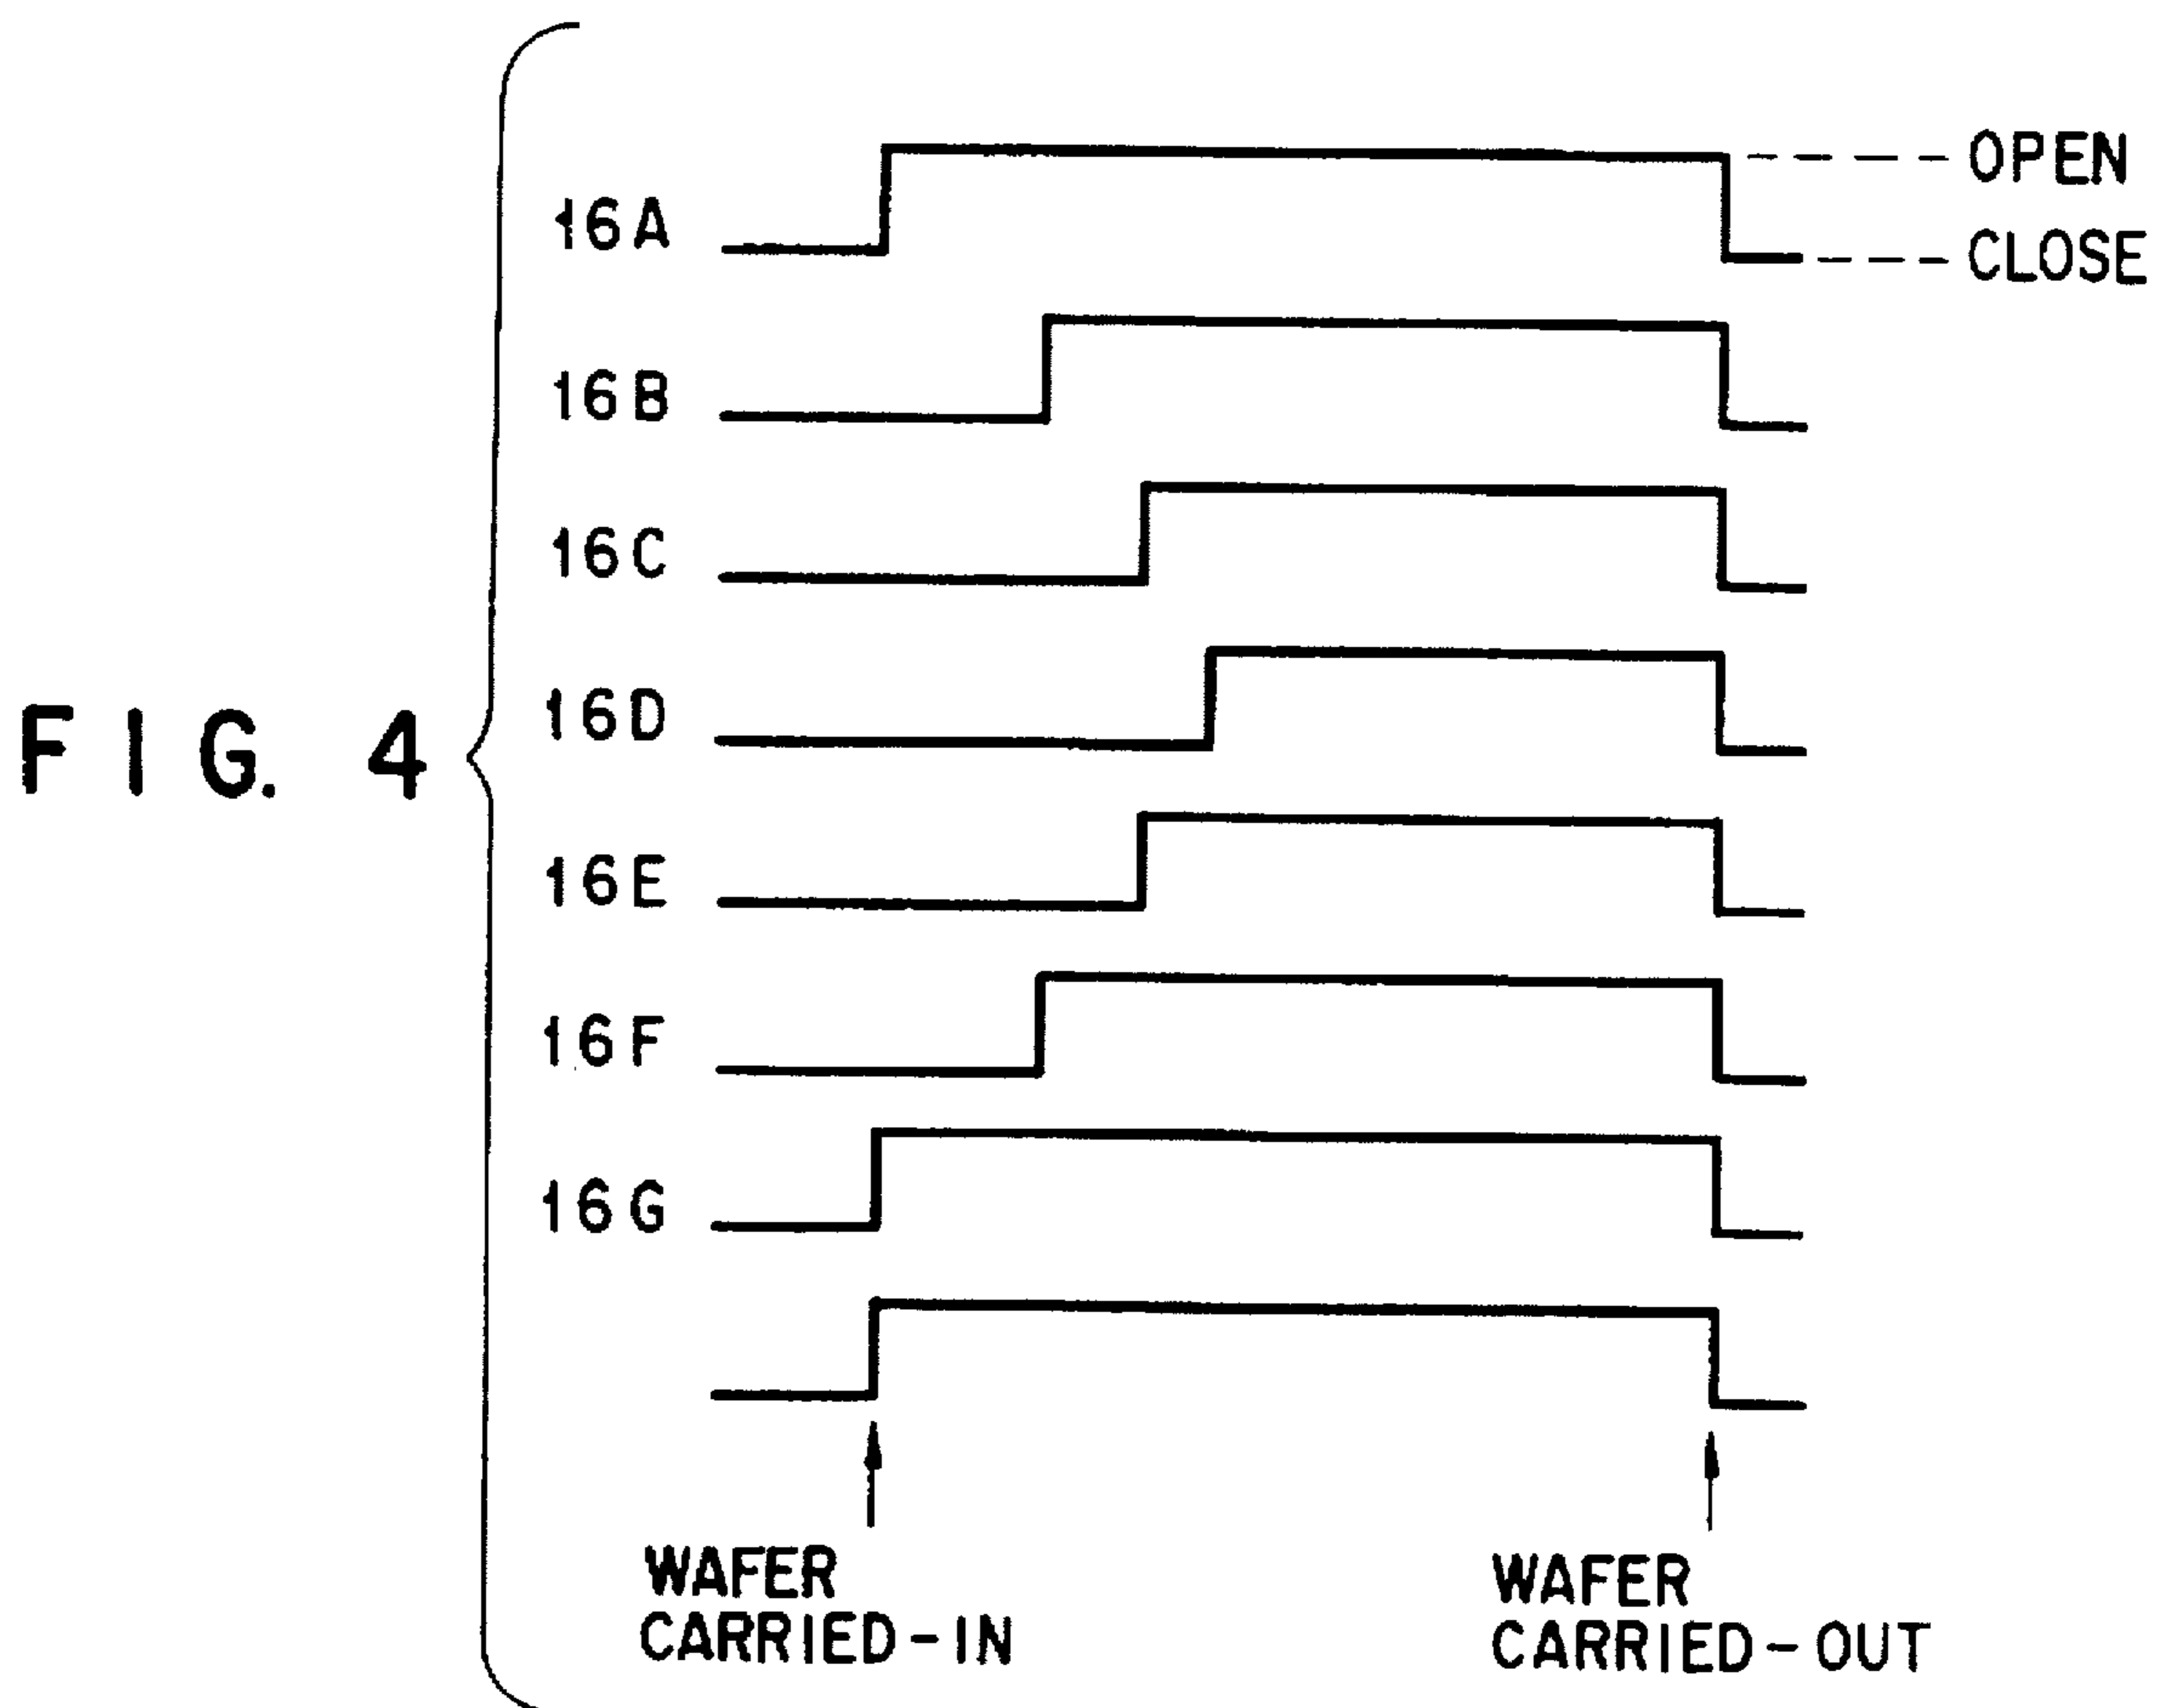 FIG. 4
16A
OPEN
CLOSE
16B
16C
16D
16E
16F
16G
WAFER
CARRIED-IN
WAFER
CARRIED-OUT